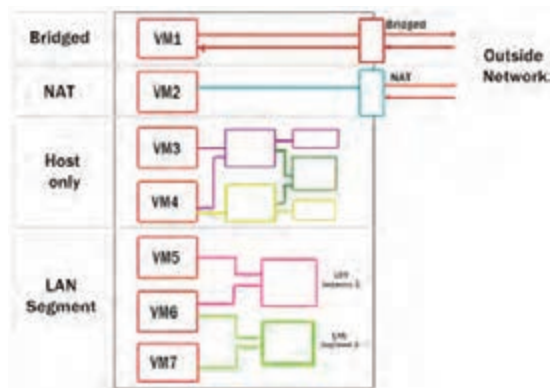 Bridged
VM1
Bridged
Outside
Network
NAT
VM2
NAT
Host
only
VM3
VM4
LAN
Segment
VM5
VM6
VM7